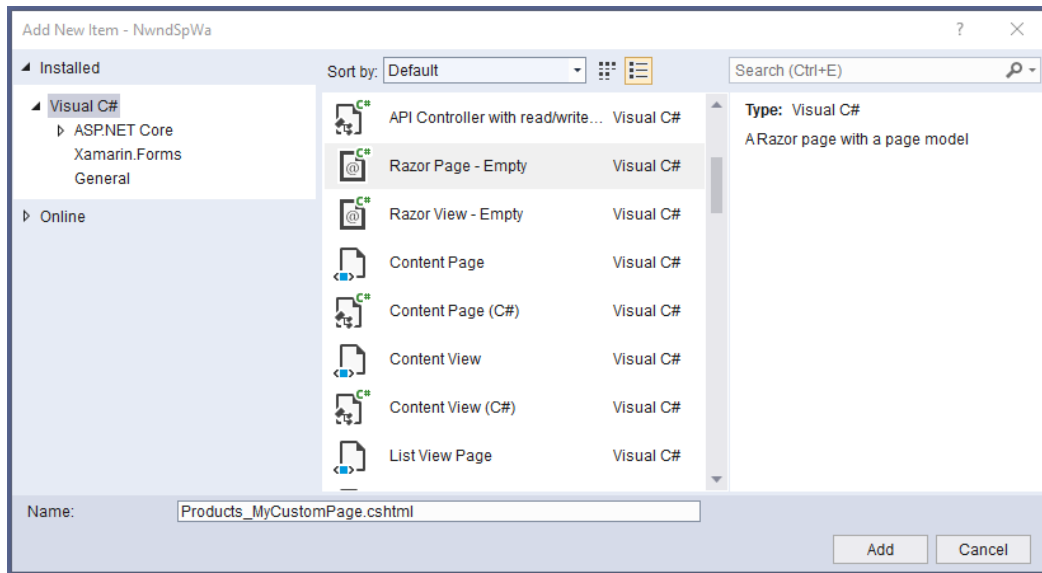 Add New Item - NwndSpWa
? ×
Installed
Sort by: Default
Search (Ctrl+E)
Visual C#
ASP.NET Core
Xamarin.Forms
General
Online
C# API Controller with read/write... Visual C#
C# @ Razor Page - Empty Visual C#
C# @ Razor View - Empty Visual C#
Content Page Visual C#
C# Content Page (C#) Visual C#
Content View Visual C#
C# Content View (C#) Visual C#
List View Page Visual C#
Type: Visual C#
A Razor page with a page model
Name: Products_MyCustomPage.cshtml
Add Cancel